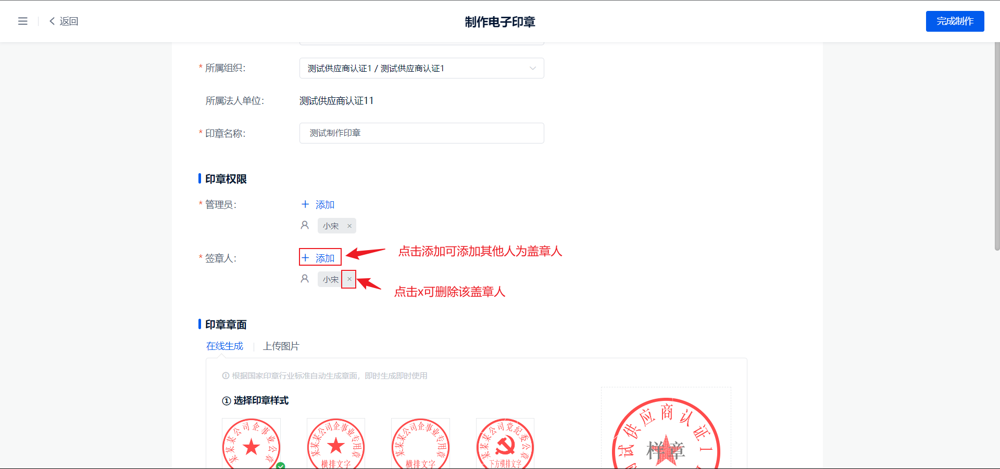 返回
制作电子印章
完成制作
* 所属组织:
测试供应商认证1 / 测试供应商认证1
所属法人单位:
测试供应商认证11
* 印章名称:
测试制作印章
印章权限
* 管理员:
+ 添加
小宋 ×
* 签章人:
+ 添加
点击添加可添加其他人为盖章人
小宋 ×
点击x可删除该盖章人
印章章面
在线生成
上传图片
根据国家印章行业标准自动生成章面，即时生成即时使用
① 选择印章样式
某某某公司企事业公章
某某某公司企事业专用章
横排文字
某某某公司企事业专用章
横排文字
某某某公司党纪委公章
下方横排文字
试供应商认证1
样章